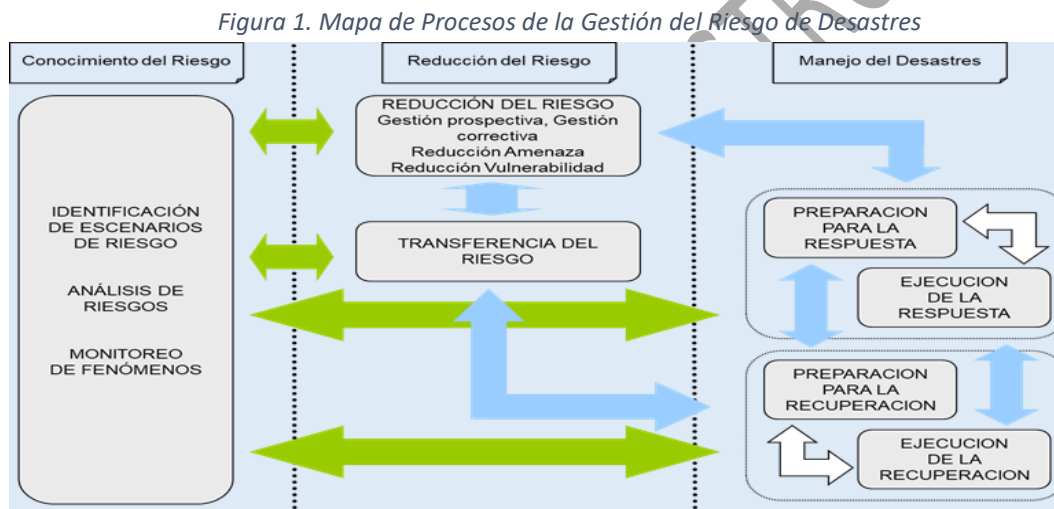 Figura 1. Mapa de Procesos de la Gestión del Riesgo de Desastres
Conocimiento del Riesgo
Reducción del Riesgo
Manejo del Desastres
IDENTIFICACIÓN
DE ESCENARIOS
DE RIESGO
ANÁLISIS DE
RIESGOS
MONITOREO
DE FENÓMENOS
REDUCCIÓN DEL RIESGO
Gestión prospectiva, Gestión
correctiva
Reducción Amenaza
Reducción Vulnerabilidad
TRANSFERENCIA DEL
RIESGO
PREPARACION
PARA LA
RESPUESTA
EJECUCION
DE LA
RESPUESTA
PREPARACION
PARA LA
RECUPERACION
EJECUCION
DE LA
RECUPERACION